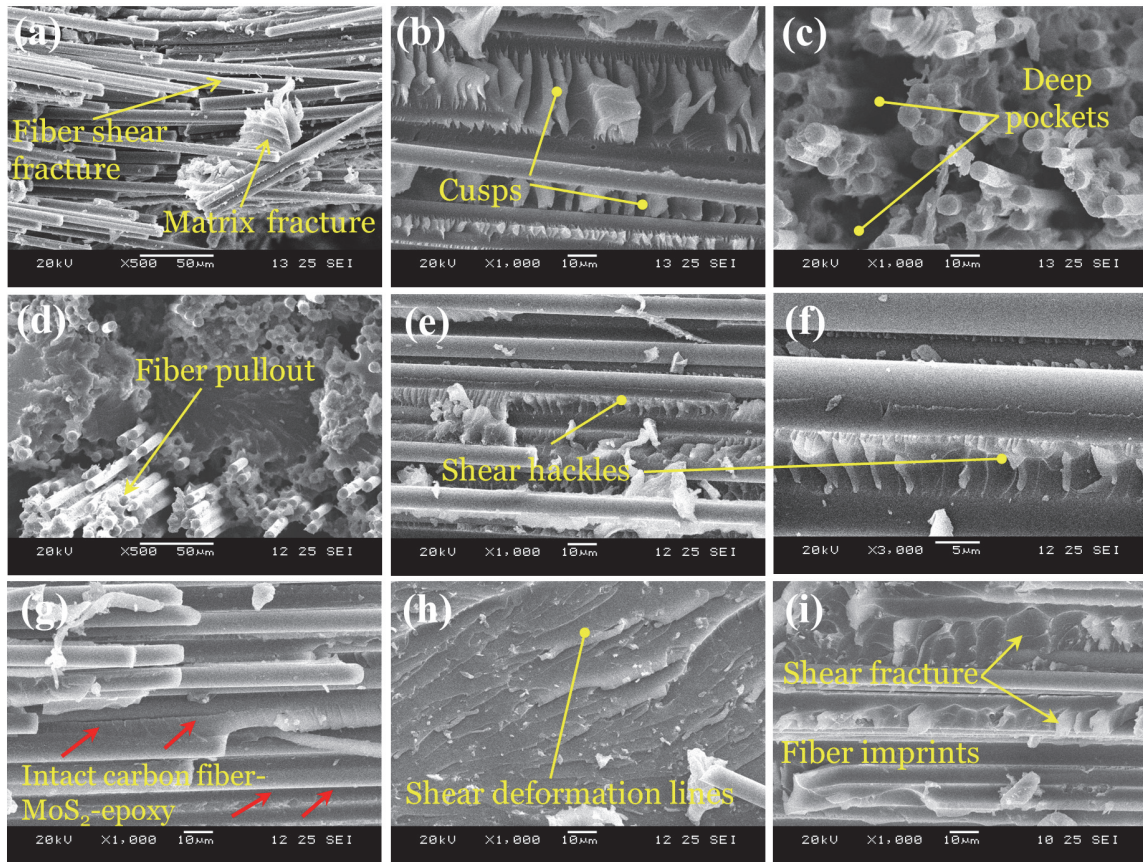 (a)
Fiber shear
fracture
Matrix fracture
20kV X500 50µm 13 25 SEI
(b)
Cusps
20kV X1,000 10µm 13 25 SEI
(c)
Deep
pockets
20kV X1,000 10µm 13 25 SEI
(d)
Fiber pullout
20kV X500 50µm 12 25 SEI
(e)
Shear hackles
20kV X1,000 10µm 12 25 SEI
(f)
20kV X3,000 5µm 12 25 SEI
(g)
Intact carbon fiber-
MoS₂-epoxy
20kV X1,000 10µm 12 25 SEI
(h)
Shear deformation lines
20kV X1,000 10µm 12 25 SEI
(i)
Shear fracture
Fiber imprints
20kV X1,200 10µm 10 25 SEI